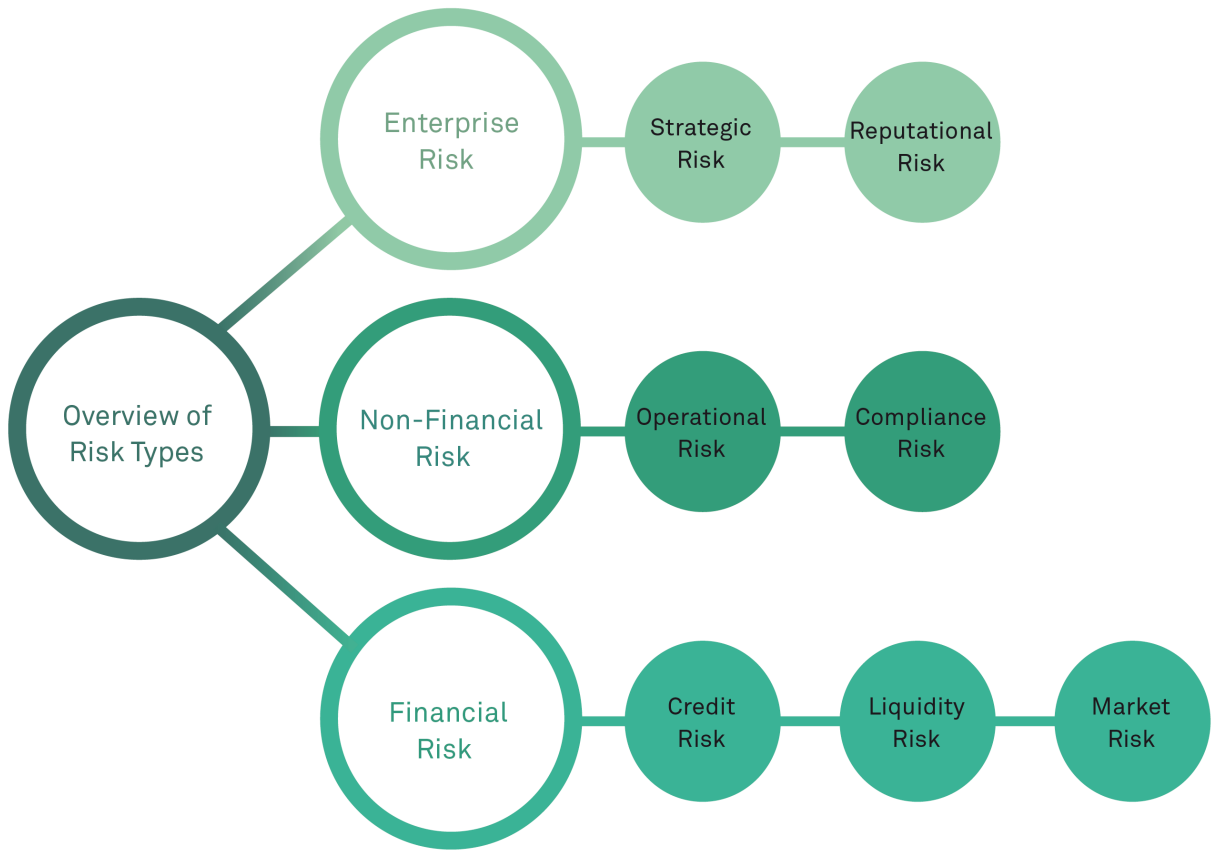 Enterprise
Risk
Strategic
Risk
Reputational
Risk
Overview of
Risk Types
Non-Financial
Risk
Operational
Risk
Compliance
Risk
Financial
Risk
Credit
Risk
Liquidity
Risk
Market
Risk